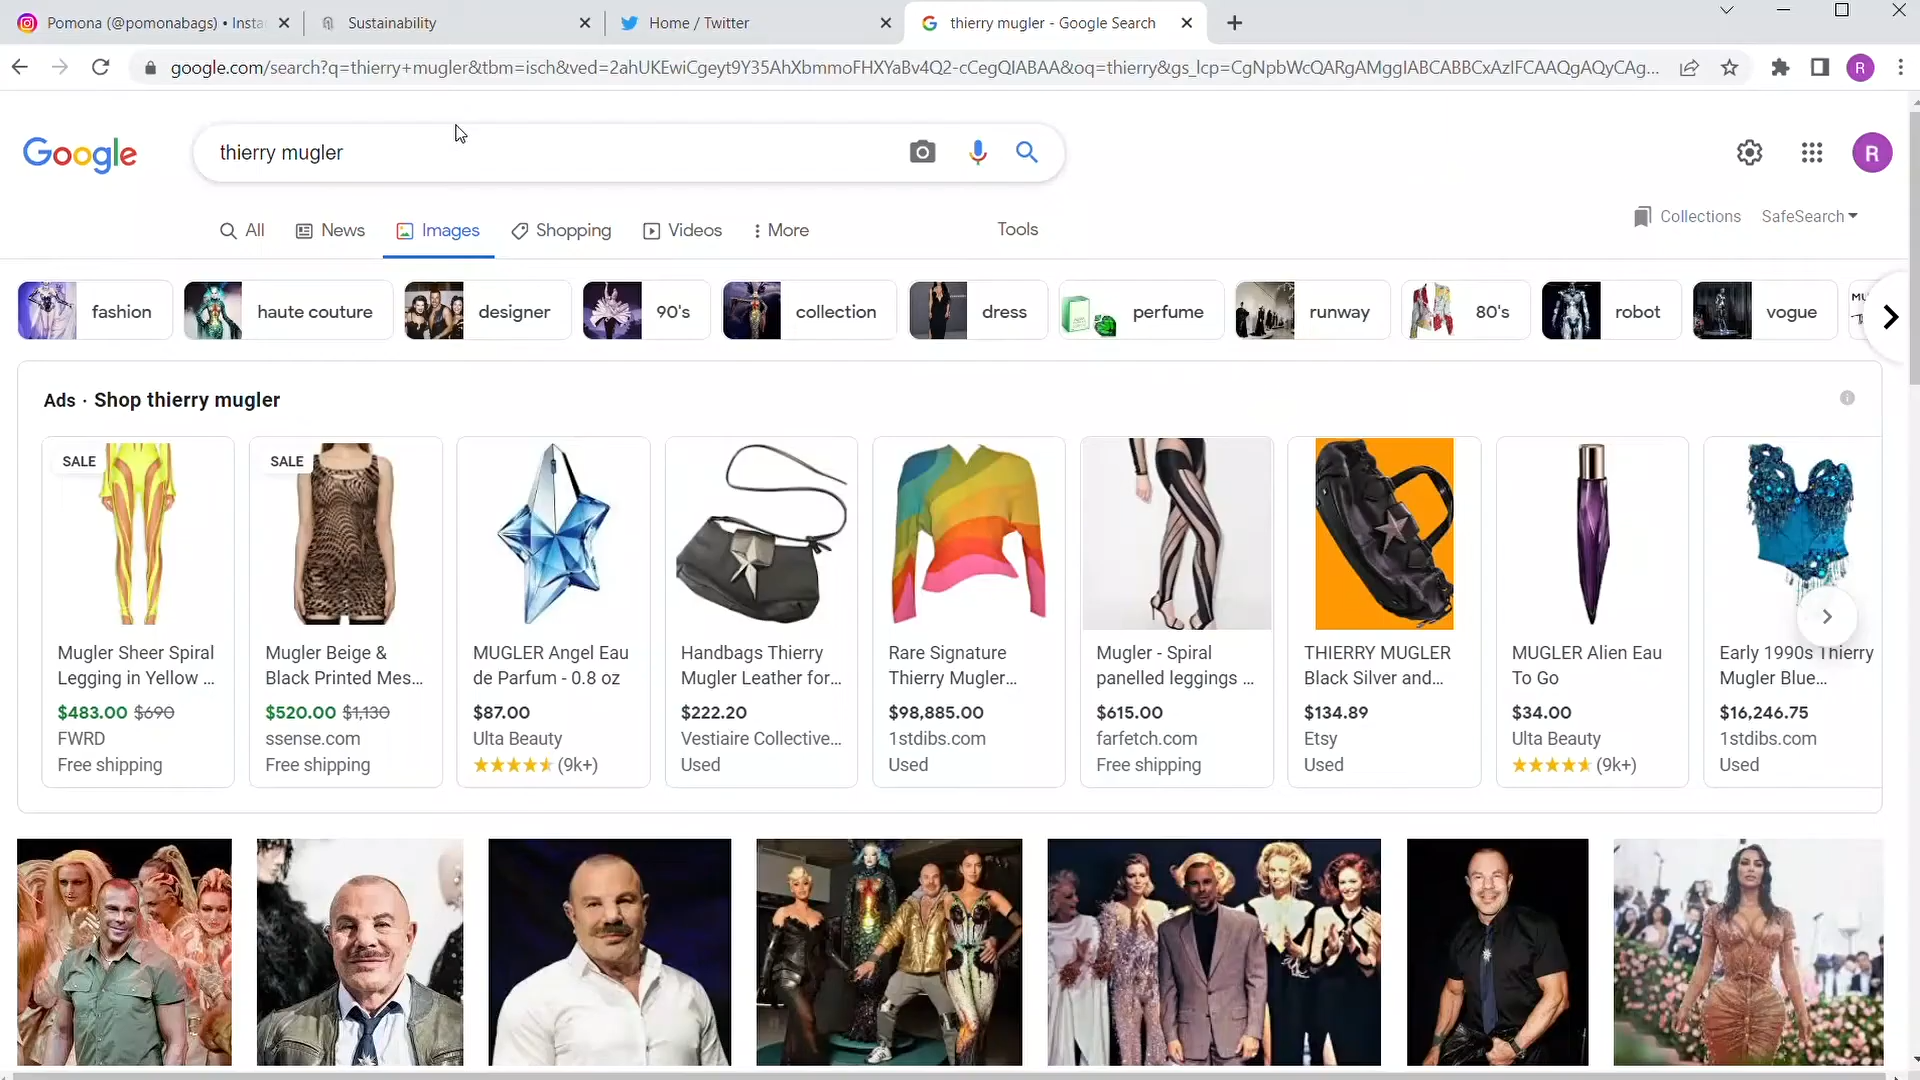 Pomona (@pomonabags) • Insta
Sustainability
Home / Twitter
thierry mugler - Google Search
google.com/search?q=thierry+mugler&tbm=isch&ved=2ahUKEwiCgeyt9Y35AhXbmmoFHXYaBv4Q2-cCegQIABAA&oq=thierry&gs_lcp=CgNpbWcQARgAMggIABCABBCxAzIFCAAQgAQyCAg...
R
Google
thierry mugler
R
All
News
Images
Shopping
Videos
More
Tools
Collections
SafeSearch
fashion
haute couture
designer
90's
collection
dress
perfume
runway
80's
robot
vogue
Ads · Shop thierry mugler
SALE
Mugler Sheer Spiral
Legging in Yellow ...
$483.00 $690
FWRD
Free shipping
SALE
Mugler Beige &
Black Printed Mes...
$520.00 $1,130
ssense.com
Free shipping
MUGLER Angel Eau
de Parfum - 0.8 oz
$87.00
Ulta Beauty
(9k+)
Handbags Thierry
Mugler Leather for...
$222.20
Vestiaire Collective...
Used
Rare Signature
Thierry Mugler...
$98,885.00
1stdibs.com
Used
Mugler - Spiral
panelled leggings ...
$615.00
farfetch.com
Free shipping
THIERRY MUGLER
Black Silver and...
$134.89
Etsy
Used
MUGLER Alien Eau
To Go
$34.00
Ulta Beauty
(9k+)
Early 1990s Thierry
Mugler Blue...
$16,246.75
1stdibs.com
Used